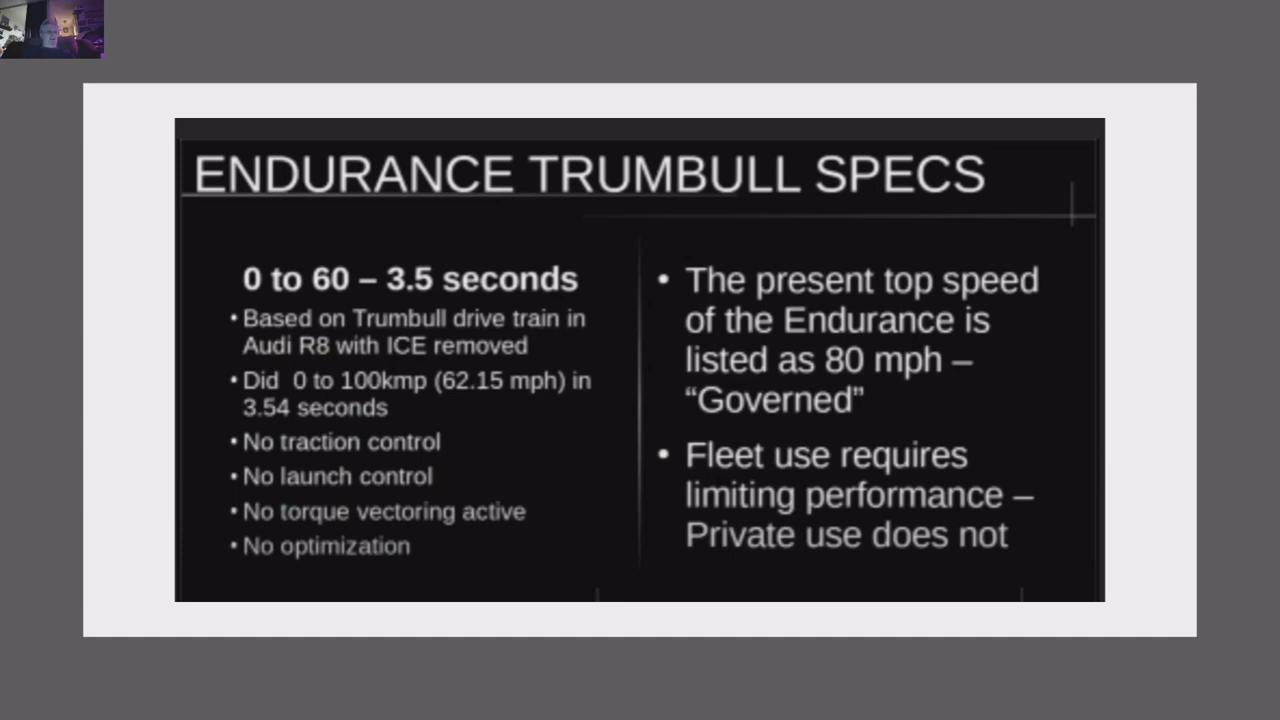 ENDURANCE TRUMBULL SPECS
0 to 60 – 3.5 seconds
• Based on Trumbull drive train in
Audi R8 with ICE removed
• Did 0 to 100kmp (62.15 mph) in
3.54 seconds
• No traction control
• No launch control
• No torque vectoring active
• No optimization
• The present top speed
of the Endurance is
listed as 80 mph –
“Governed”
• Fleet use requires
limiting performance –
Private use does not